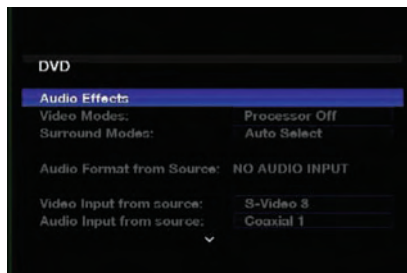 DVD
Audio Effects
Video Modes: Processor Off
Surround Modes: Auto Select
Audio Format from Source: NO AUDIO INPUT
Video Input from source: S-Video 3
Audio Input from source: Coaxial 1